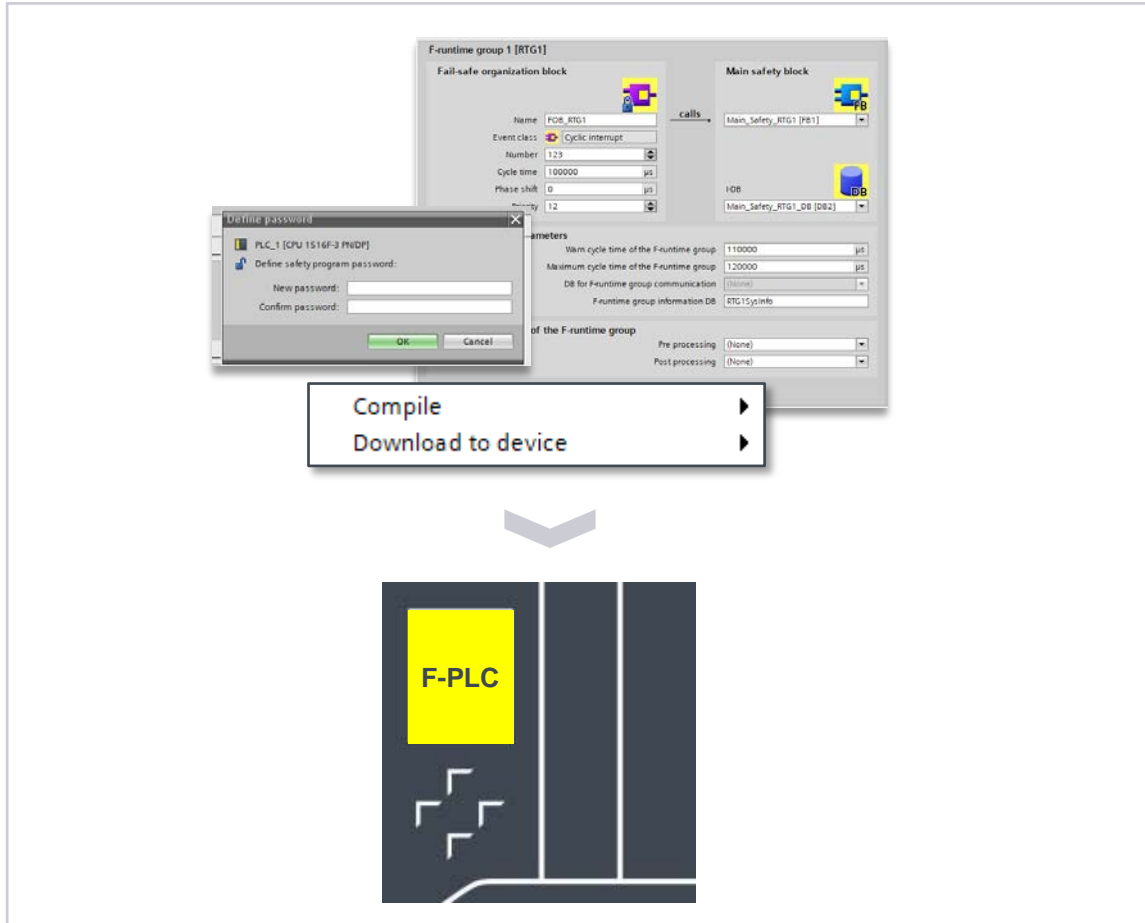 F-runtime group 1 [RTG1]
Fail-safe organization block
Main safety block
calls
FB
Name FOB_RTG1
Main_Safety_RTG1 [FB1]
Event class Cyclic interrupt
Number 123
Cycle time 100000 µs
Phase shift 0 µs
I-DB
DB
Priority 12
Main_Safety_RTG1_DB [DB2]
ameters
Warn cycle time of the F-runtime group 110000 µs
Maximum cycle time of the F-runtime group 120000 µs
DB for F-runtime group communication (None)
F-runtime group information DB RTG1SysInfo
of the F-runtime group
Pre processing (None)
Post processing (None)
Define password
PLC_1 [CPU 1516F-3 PN/DP]
Define safety program password:
New password:
Confirm password:
OK Cancel
Compile
Download to device
F-PLC